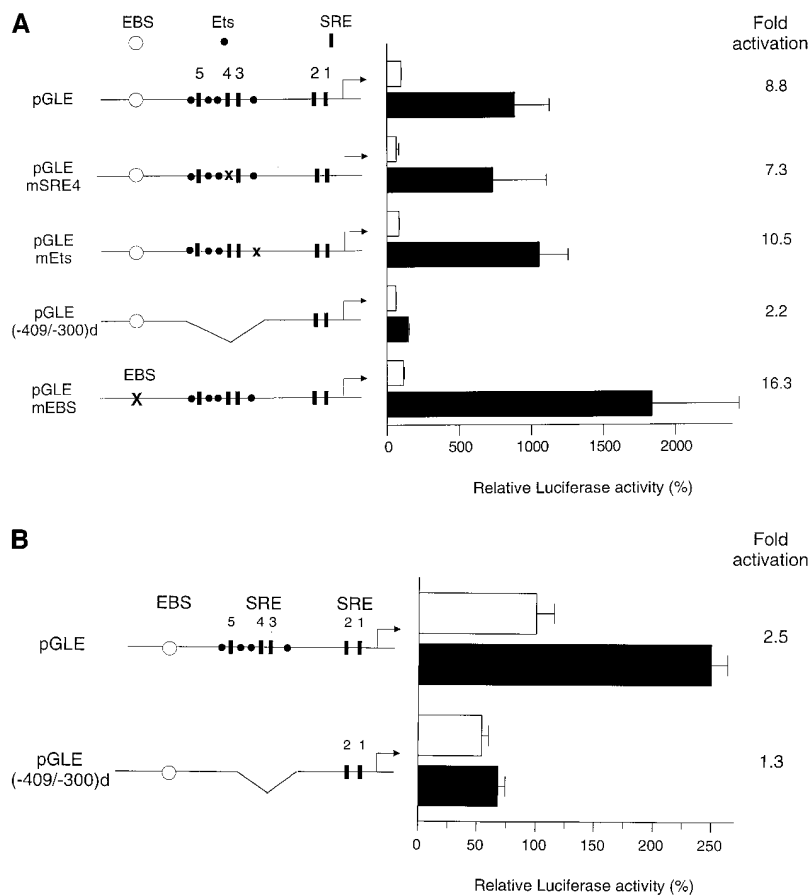 A
EBS Ets SRE
Fold
activation
5 4 3 2 1
pGLE
8.8
pGLE
mSRE4
x
7.3
pGLE
mEts
x
10.5
pGLE
(-409/-300)d
2.2
EBS
pGLE
mEBS
X
16.3
0 500 1000 1500 2000
Relative Luciferase activity (%)
B
Fold
activation
EBS SRE SRE
5 4 3 2 1
pGLE
2.5
2 1
pGLE
(-409/-300)d
1.3
0 50 100 150 200 250
Relative Luciferase activity (%)